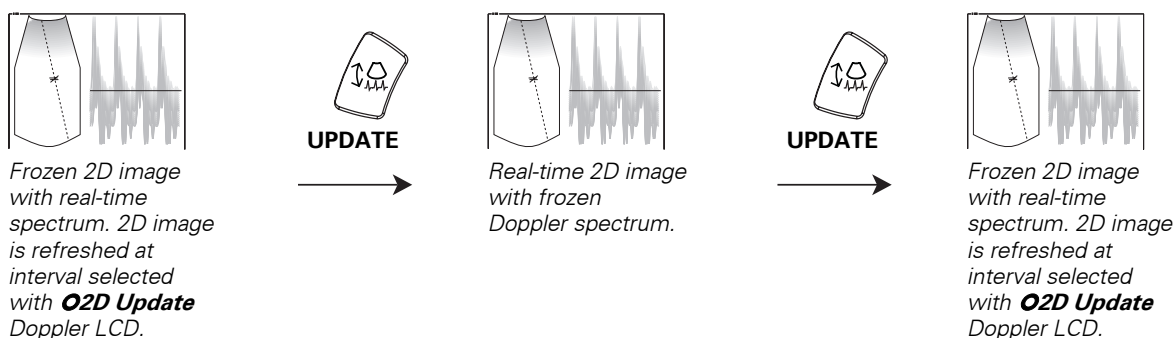 UPDATE
UPDATE
Frozen 2D image
with real-time
spectrum. 2D image
is refreshed at
interval selected
with O2D Update
Doppler LCD.
Real-time 2D image
with frozen
Doppler spectrum.
Frozen 2D image
with real-time
spectrum. 2D image
is refreshed at
interval selected
with O2D Update
Doppler LCD.